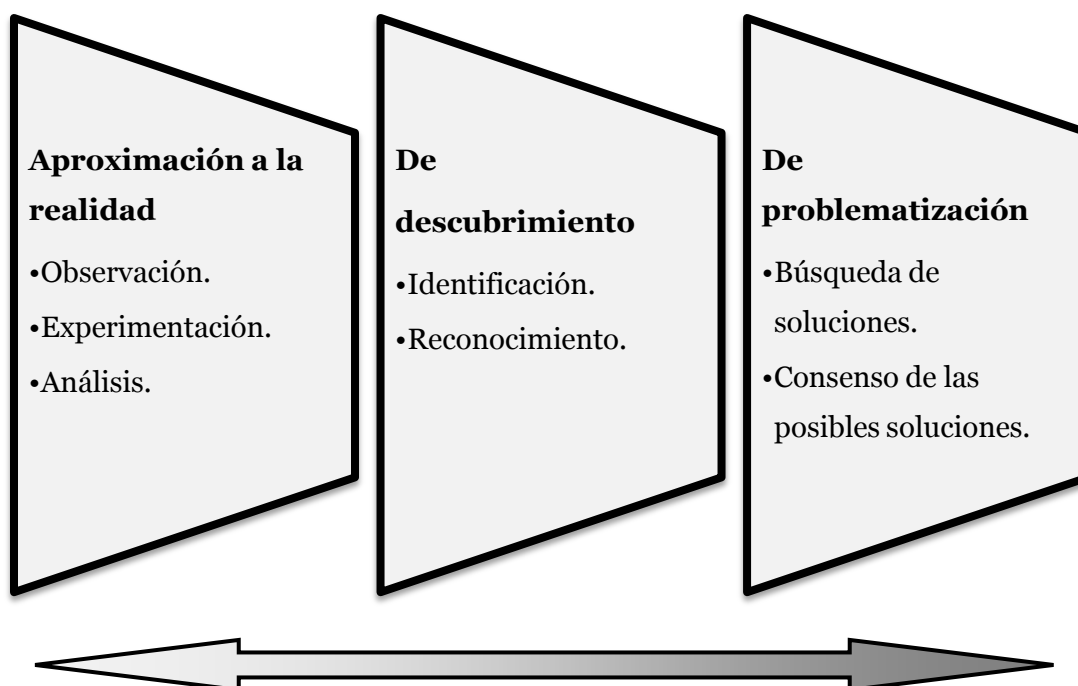 Aproximación a la
realidad
•Observación.
•Experimentación.
•Análisis.
De
descubrimiento
•Identificación.
•Reconocimiento.
De
problematización
•Búsqueda de
soluciones.
•Consenso de las
posibles soluciones.